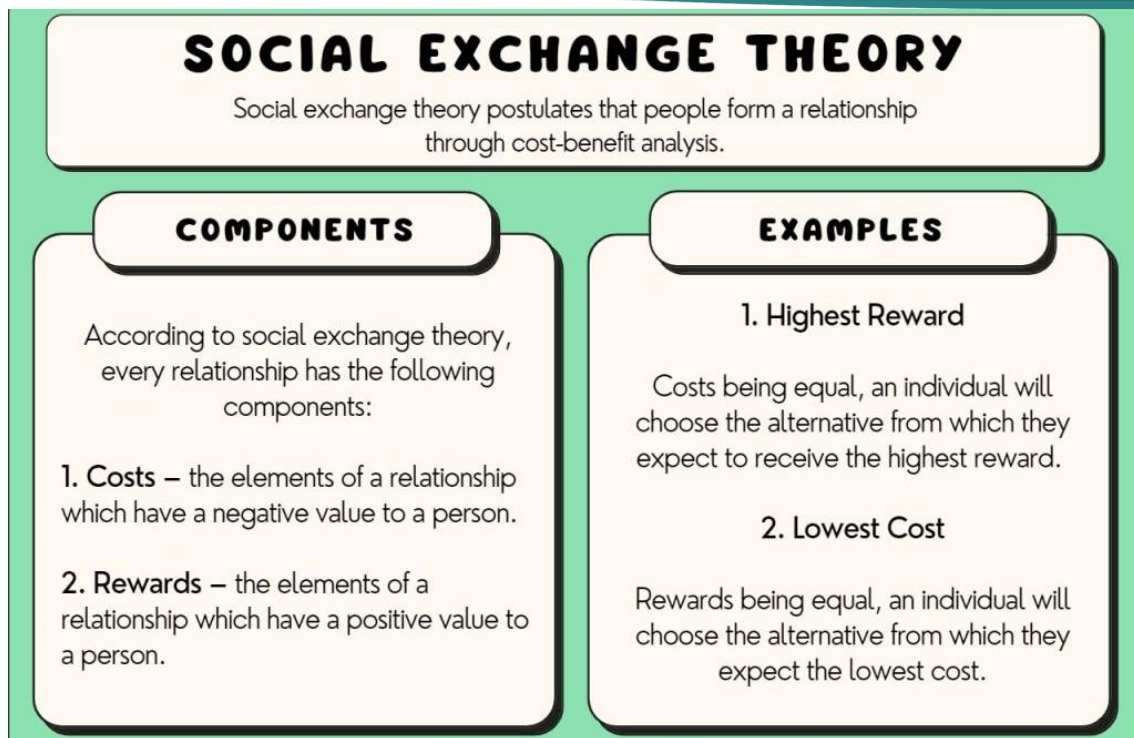 SOCIAL EXCHANGE THEORY
Social exchange theory postulates that people form a relationship
through cost-benefit analysis.
COMPONENTS
According to social exchange theory,
every relationship has the following
components:
1. Costs – the elements of a relationship
which have a negative value to a person.
2. Rewards – the elements of a
relationship which have a positive value to
a person.
EXAMPLES
1. Highest Reward
Costs being equal, an individual will
choose the alternative from which they
expect to receive the highest reward.
2. Lowest Cost
Rewards being equal, an individual will
choose the alternative from which they
expect the lowest cost.